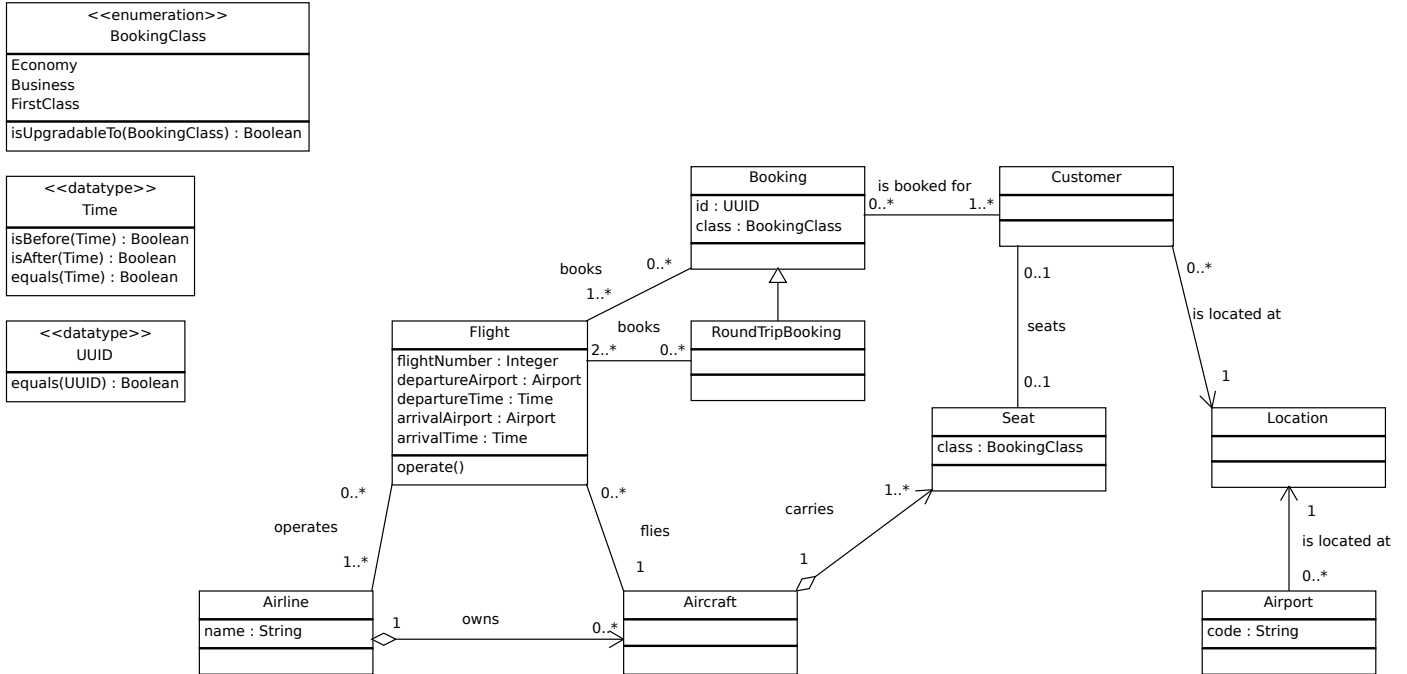 <<enumeration>>
BookingClass
Economy
Business
FirstClass
isUpgradableTo(BookingClass) : Boolean
<<datatype>>
Time
isBefore(Time) : Boolean
isAfter(Time) : Boolean
equals(Time) : Boolean
<<datatype>>
UUID
equals(UUID) : Boolean
Booking
id : UUID
class : BookingClass
is booked for
0..*
1..*
Customer
books
0..*
1..*
Flight
flightNumber : Integer
departureAirport : Airport
departureTime : Time
arrivalAirport : Airport
arrivalTime : Time
operate()
books
2..*
0..*
RoundTripBooking
0..1
seats
0..1
0..*
is located at
1
Seat
class : BookingClass
Location
0..*
operates
1..*
0..*
flies
1
1..*
carries
1
1
is located at
0..*
Airline
name : String
1
owns
0..*
Aircraft
Airport
code : String